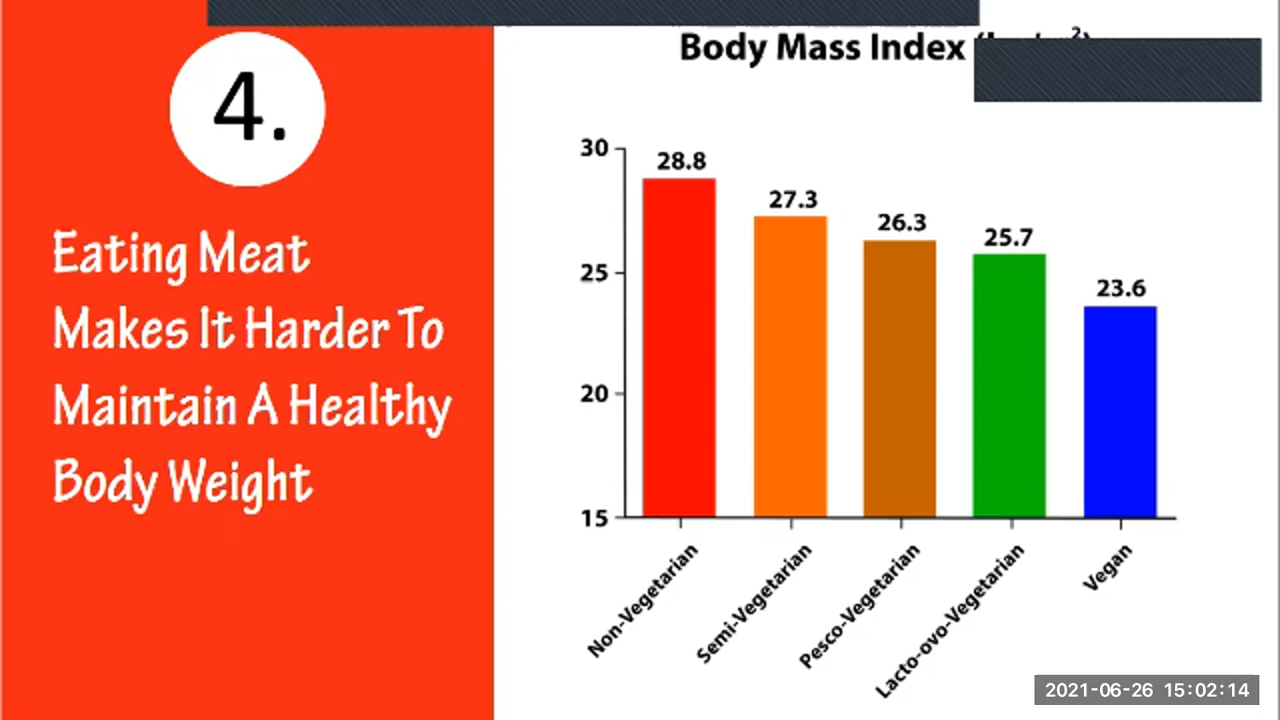 4.
Eating Meat
Makes It Harder To
Maintain A Healthy
Body Weight
Body Mass Index
30
25
20
15
28.8
27.3
26.3
25.7
23.6
Non-Vegetarian
Semi-Vegetarian
Pesco-Vegetarian
Lacto-ovo-Vegetarian
Vegan
2021-06-26 15:02:14